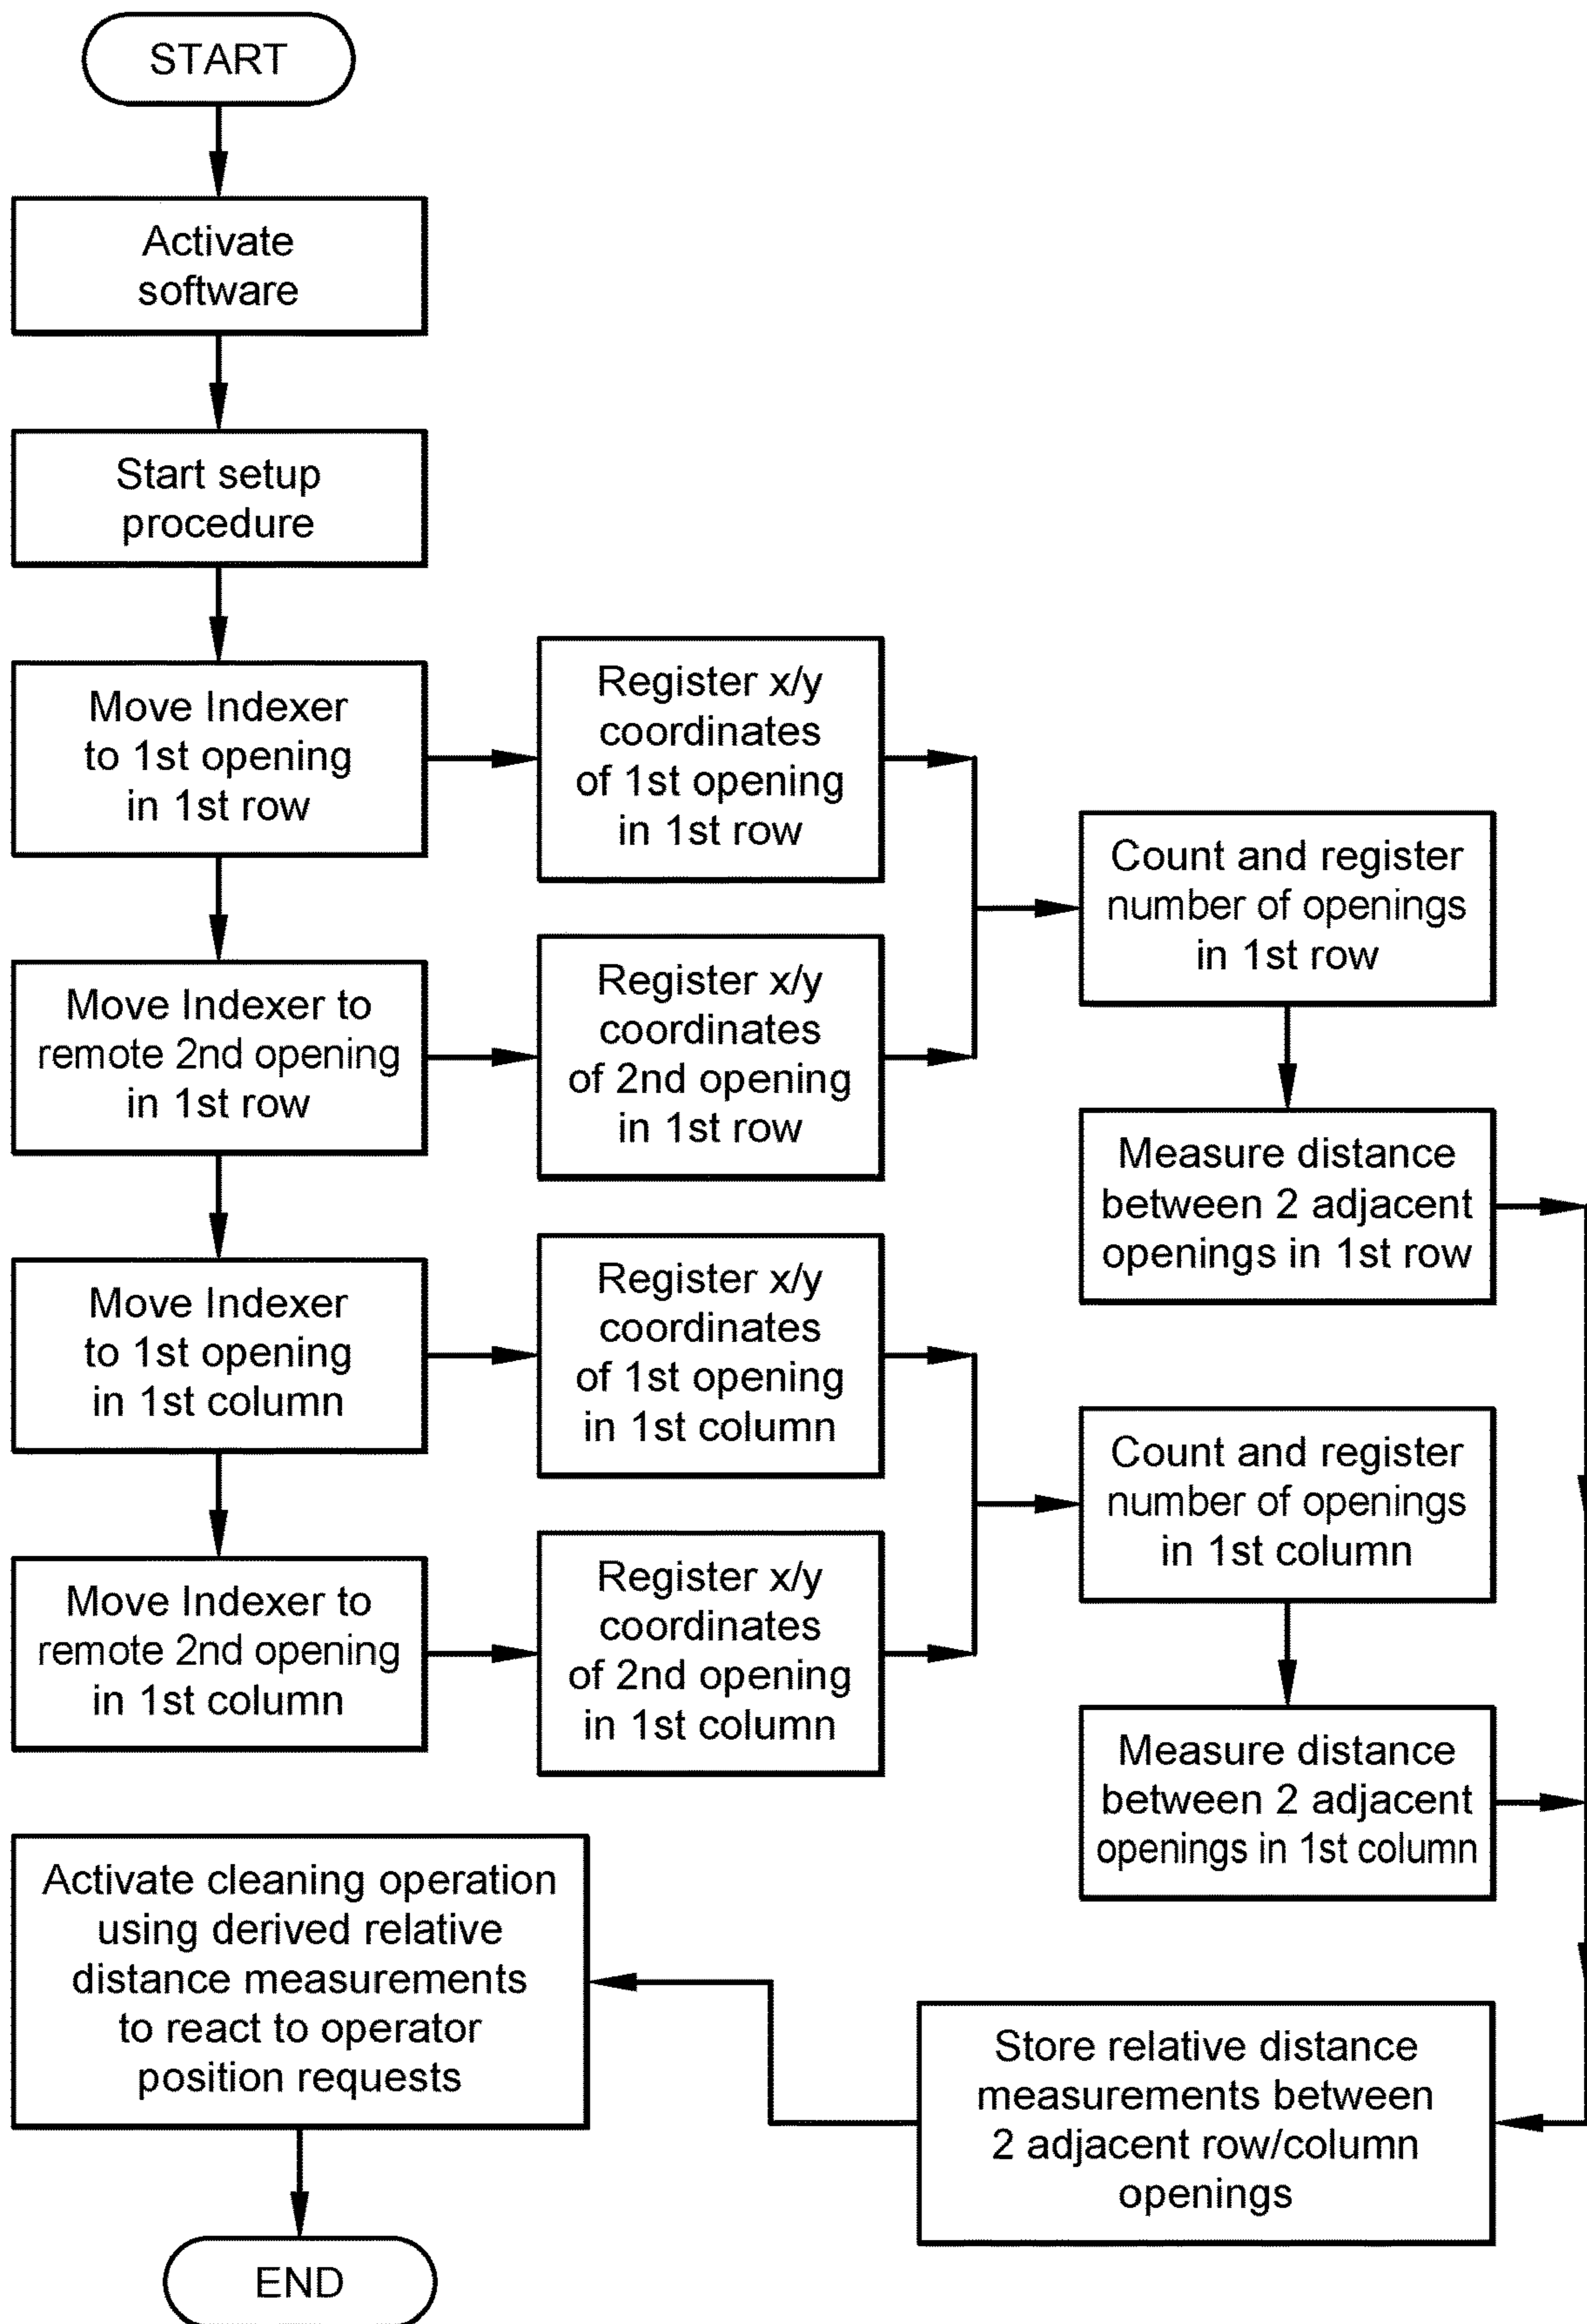 START
Activate
software
Start setup
procedure
Move Indexer
to 1st opening
in 1st row
Register x/y
coordinates
of 1st opening
in 1st row
Move Indexer to
remote 2nd opening
in 1st row
Register x/y
coordinates
of 2nd opening
in 1st row
Count and register
number of openings
in 1st row
Measure distance
between 2 adjacent
openings in 1st row
Move Indexer
to 1st opening
in 1st column
Register x/y
coordinates
of 1st opening
in 1st column
Move Indexer to
remote 2nd opening
in 1st column
Register x/y
coordinates
of 2nd opening
in 1st column
Count and register
number of openings
in 1st column
Measure distance
between 2 adjacent
openings in 1st column
Store relative distance
measurements between
2 adjacent row/column
openings
Activate cleaning operation
using derived relative
distance measurements
to react to operator
position requests
END